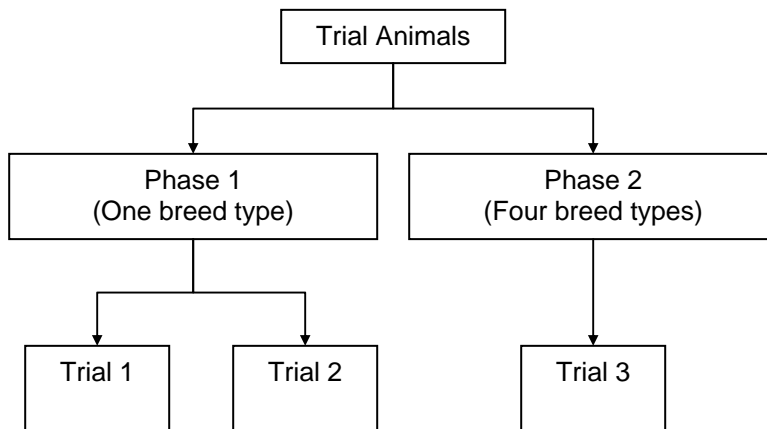 Trial Animals
Phase 1
(One breed type)
Phase 2
(Four breed types)
Trial 1
Trial 2
Trial 3